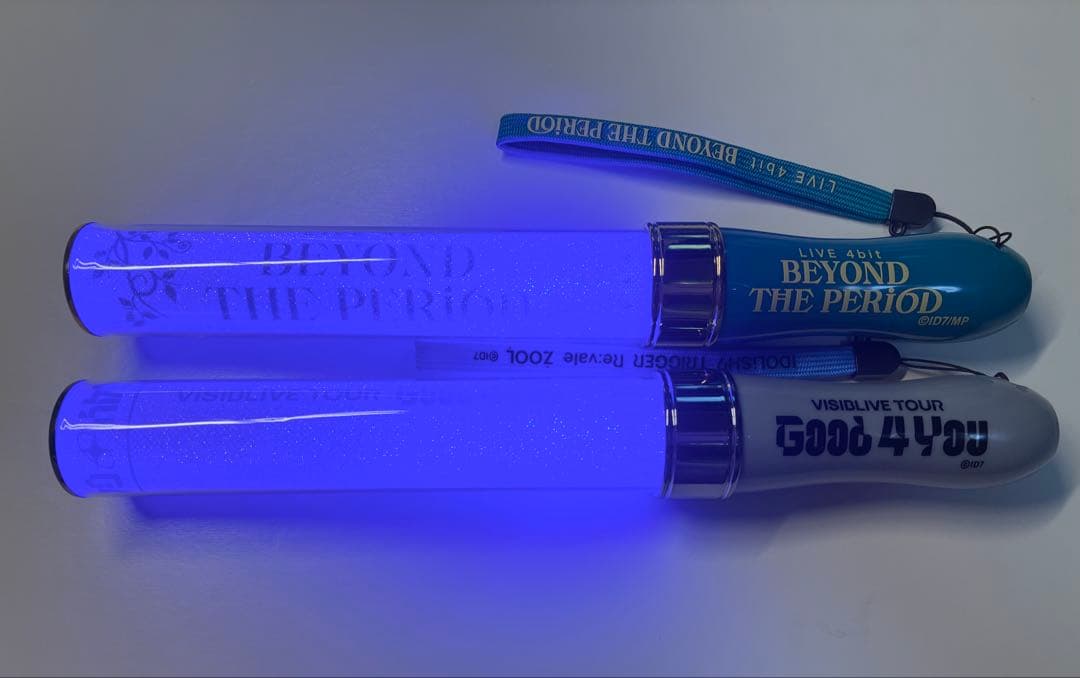 LIVE 4bit BEYOND THE PERiOD
BEYOND
THE PERiOD
LIVE 4bit
BEYOND
THE PERiOD
©ID7/MP
IDOLiSH7 TRIGGER Re:vale ŹOOĻ ©ID7
VISIBLIVE TOUR Good
VISIBLIVE TOUR
Good 4 You
©ID7